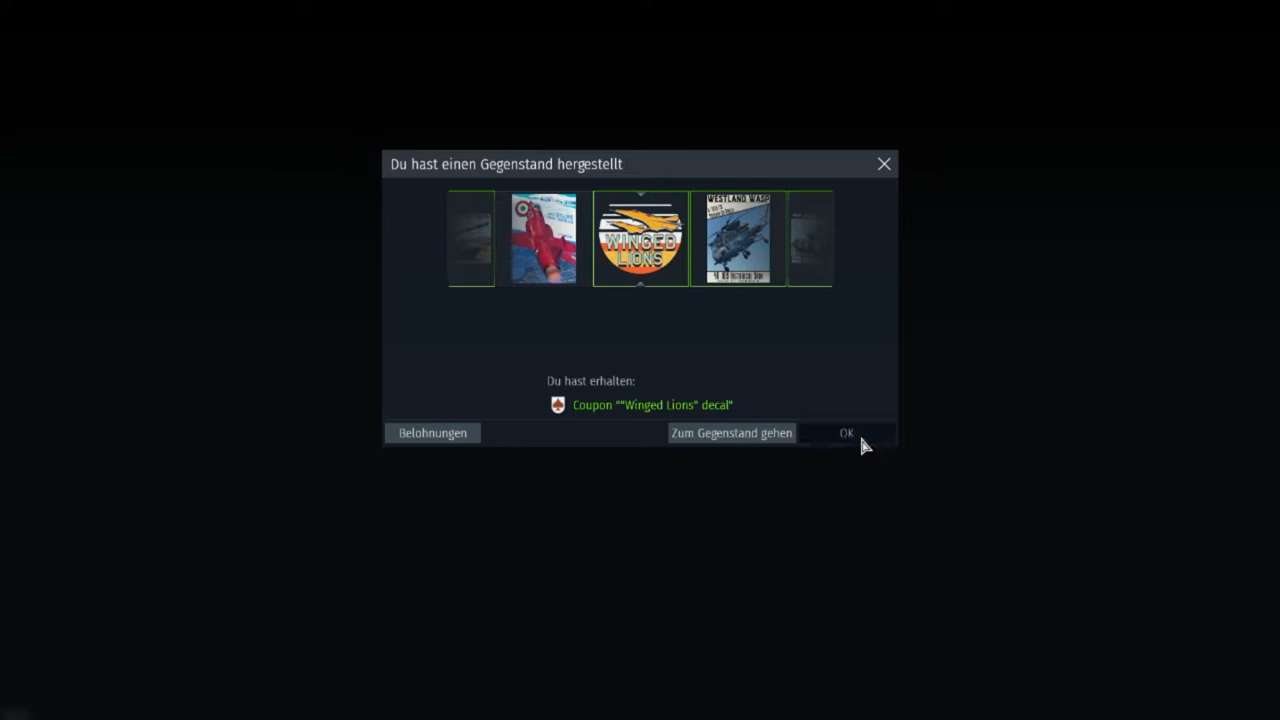 Du hast einen Gegenstand hergestellt
WINGED
LIONS
WESTLAND WASP
Du hast erhalten:
Coupon ""Winged Lions" decal"
Belohnungen
Zum Gegenstand gehen
OK